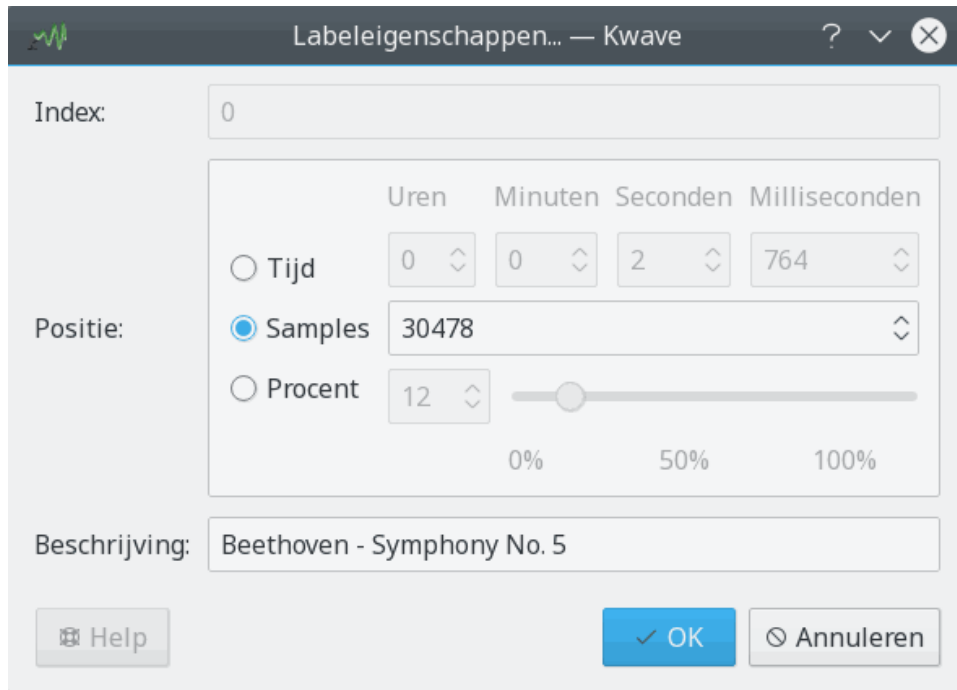 Labeleigenschappen... — Kwave
Index: 0
Uren Minuten Seconden Milliseconden
Tijd 0 0 2 764
Positie: Samples 30478
Procent 12
0% 50% 100%
Beschrijving: Beethoven - Symphony No. 5
Help OK Annuleren